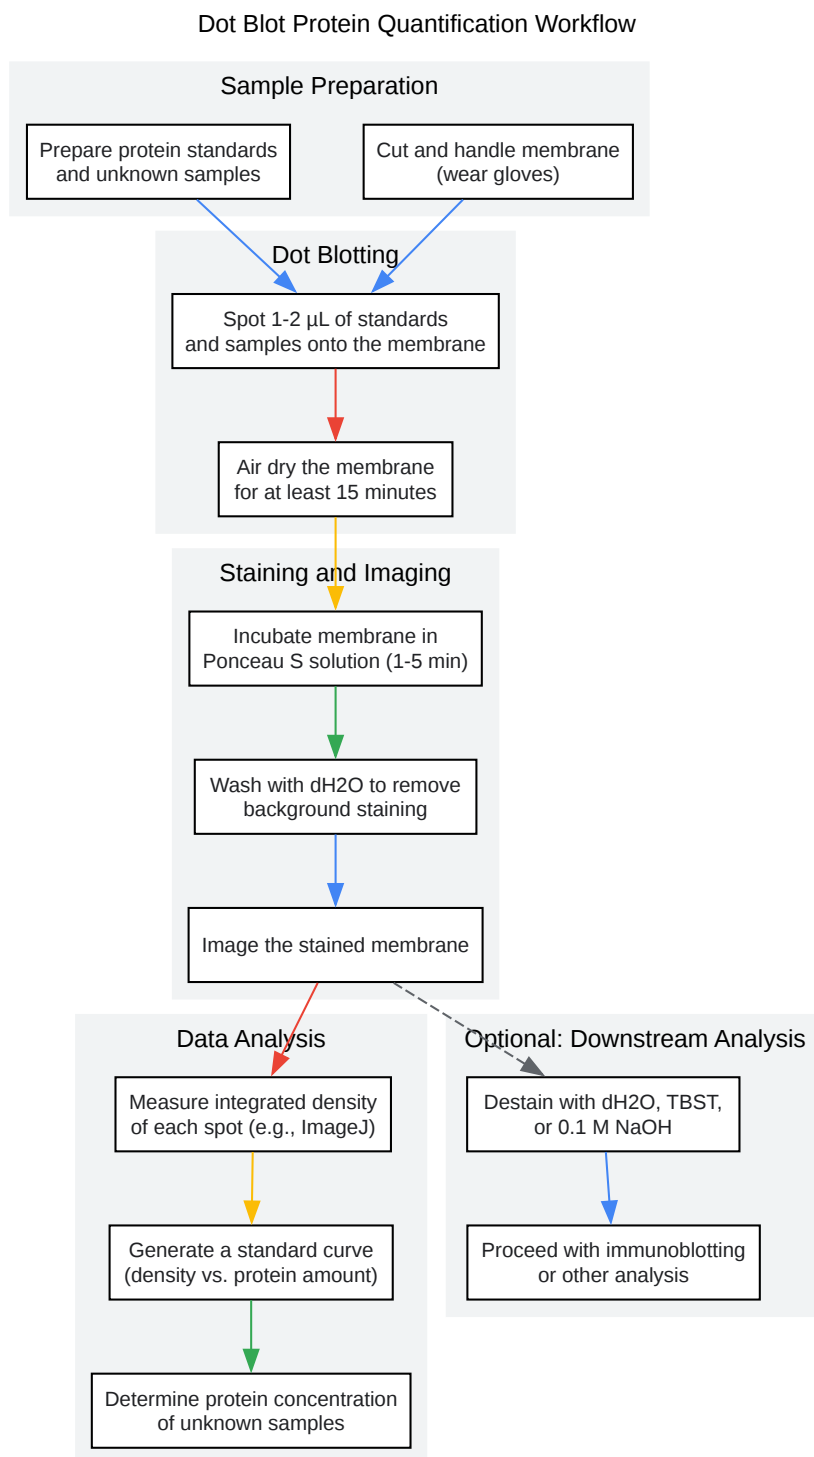 Dot Blot Protein Quantification Workflow
Sample Preparation
Prepare protein standards
and unknown samples
Cut and handle membrane
(wear gloves)
Dot Blotting
Spot 1-2 µL of standards
and samples onto the membrane
Air dry the membrane
for at least 15 minutes
Staining and Imaging
Incubate membrane in
Ponceau S solution (1-5 min)
Wash with dH2O to remove
background staining
Image the stained membrane
Data Analysis
Measure integrated density
of each spot (e.g., ImageJ)
Generate a standard curve
(density vs. protein amount)
Determine protein concentration
of unknown samples
Optional: Downstream Analysis
Destain with dH2O, TBST,
or 0.1 M NaOH
Proceed with immunoblotting
or other analysis